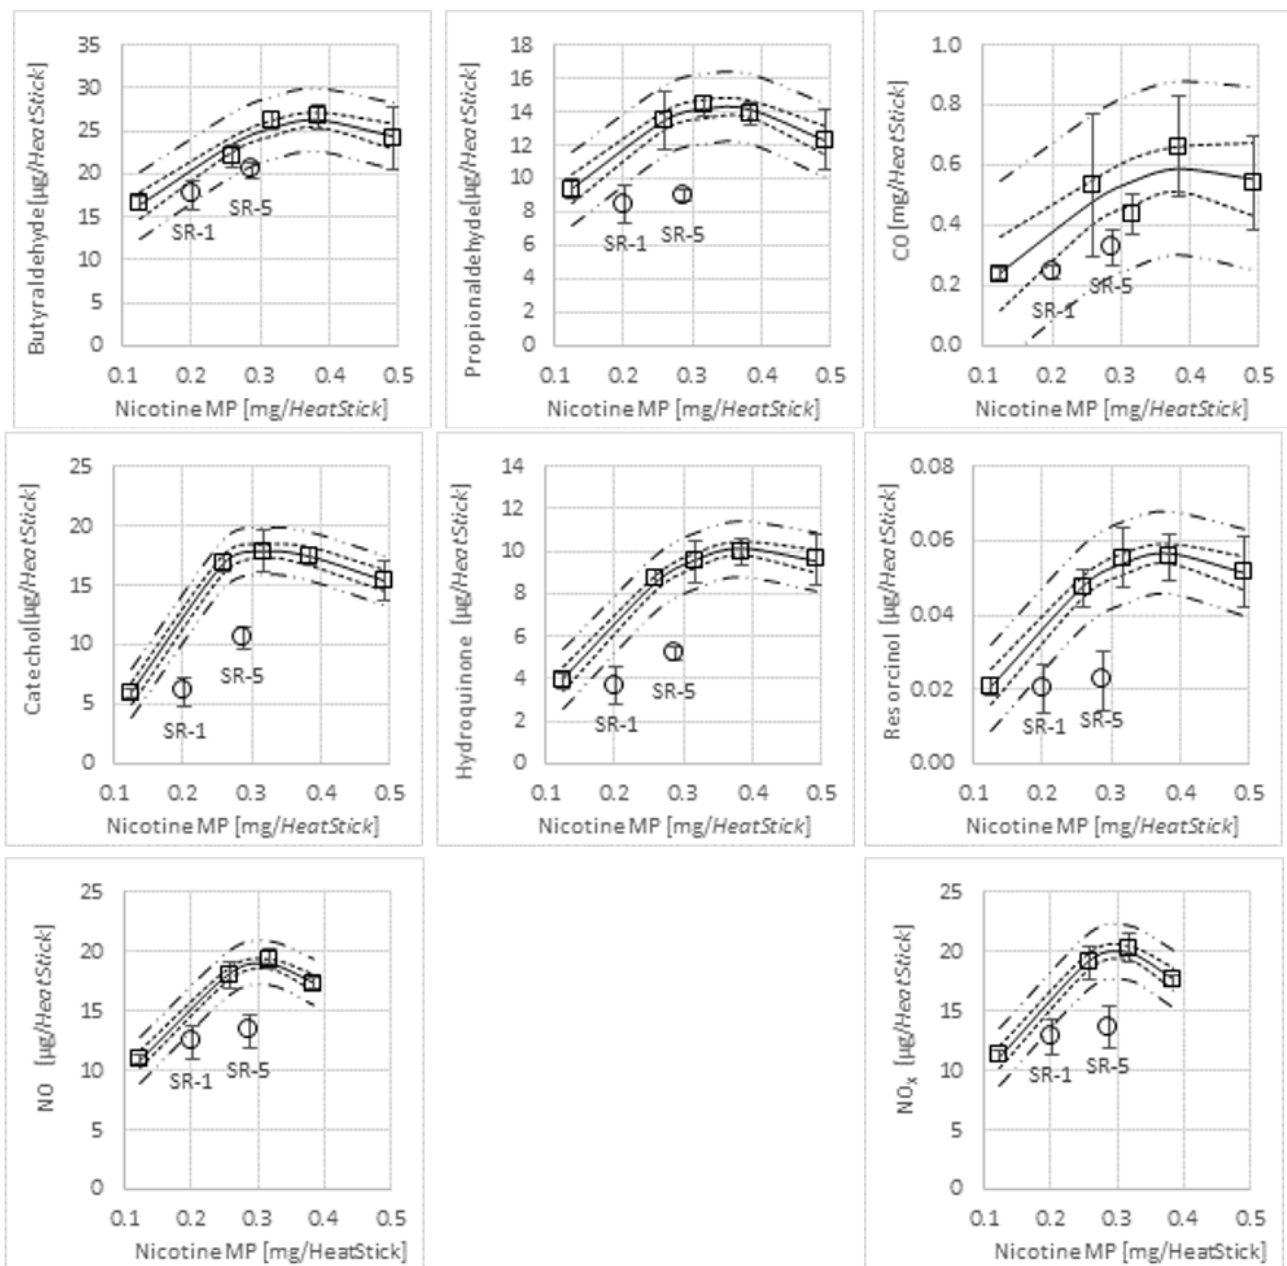 Butyraldehyde [µg/HeatStick]
35
30
25
20
15
10
5
0
SR-1
SR-5
0.1 0.2 0.3 0.4 0.5
Nicotine MP [mg/HeatStick]
Propionaldehyde[µg/HeatStick]
18
16
14
12
10
8
6
4
2
0
SR-1
SR-5
0.1 0.2 0.3 0.4 0.5
Nicotine MP [mg/HeatStick]
CO [mg/HeatStick]
1.0
0.8
0.6
0.4
0.2
0.0
SR-1
SR-5
0.1 0.2 0.3 0.4 0.5
Nicotine MP [mg/HeatStick]
Catechol[µg/HeatStick]
25
20
15
10
5
0
SR-5
SR-1
0.1 0.2 0.3 0.4 0.5
Nicotine MP [mg/HeatStick]
Hydroquinone [µg/HeatStick]
14
12
10
8
6
4
2
0
SR-5
SR-1
0.1 0.2 0.3 0.4 0.5
Nicotine MP [mg/HeatStick]
Resorcinol [µg/HeatStick]
0.08
0.06
0.04
0.02
0.00
SR-1
SR-5
0.1 0.2 0.3 0.4 0.5
Nicotine MP [mg/HeatStick]
NO [µg/HeatStick]
25
20
15
10
5
0
SR-1
SR-5
0.1 0.2 0.3 0.4 0.5
Nicotine MP [mg/HeatStick]
NOx [µg/HeatStick]
25
20
15
10
5
0
SR-1
SR-5
0.1 0.2 0.3 0.4 0.5
Nicotine MP [mg/HeatStick]